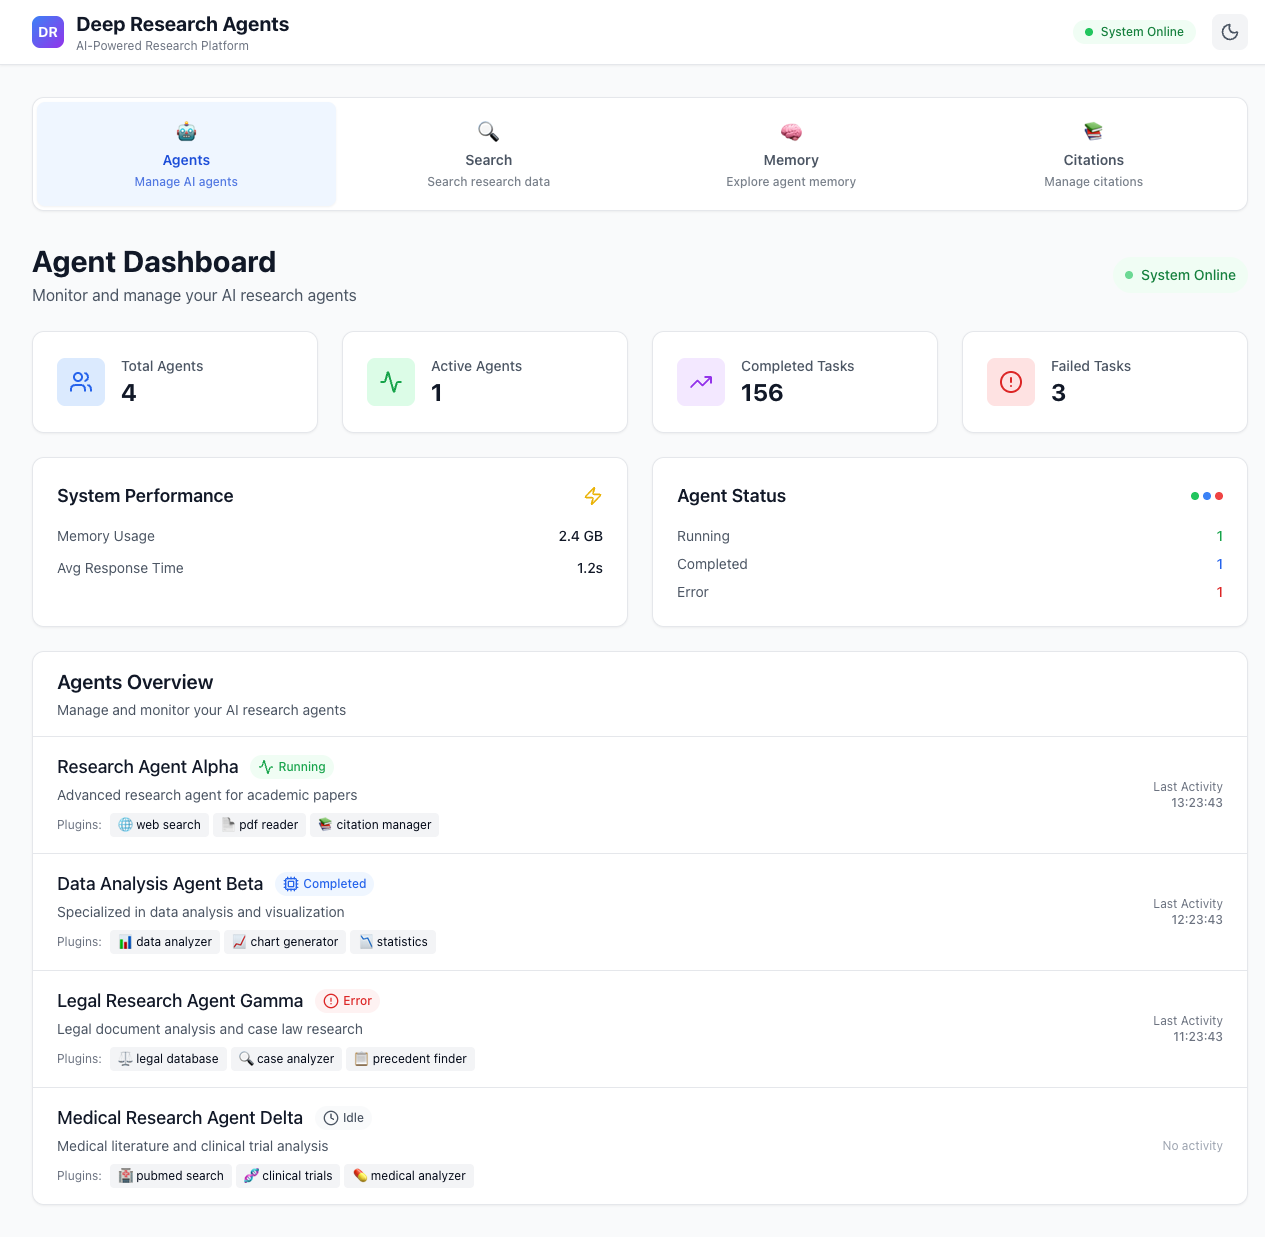 DR
Deep Research Agents
AI-Powered Research Platform
System Online
Agents
Manage AI agents
Search
Search research data
Memory
Explore agent memory
Citations
Manage citations
Agent Dashboard
Monitor and manage your AI research agents
System Online
Total Agents
4
Active Agents
1
Completed Tasks
156
Failed Tasks
3
System Performance
Memory Usage 2.4 GB
Avg Response Time 1.2s
Agent Status
Running 1
Completed 1
Error 1
Agents Overview
Manage and monitor your AI research agents
Research Agent Alpha Running
Advanced research agent for academic papers
Plugins: web search pdf reader citation manager
Last Activity
13:23:43
Data Analysis Agent Beta Completed
Specialized in data analysis and visualization
Plugins: data analyzer chart generator statistics
Last Activity
12:23:43
Legal Research Agent Gamma Error
Legal document analysis and case law research
Plugins: legal database case analyzer precedent finder
Last Activity
11:23:43
Medical Research Agent Delta Idle
Medical literature and clinical trial analysis
Plugins: pubmed search clinical trials medical analyzer
No activity